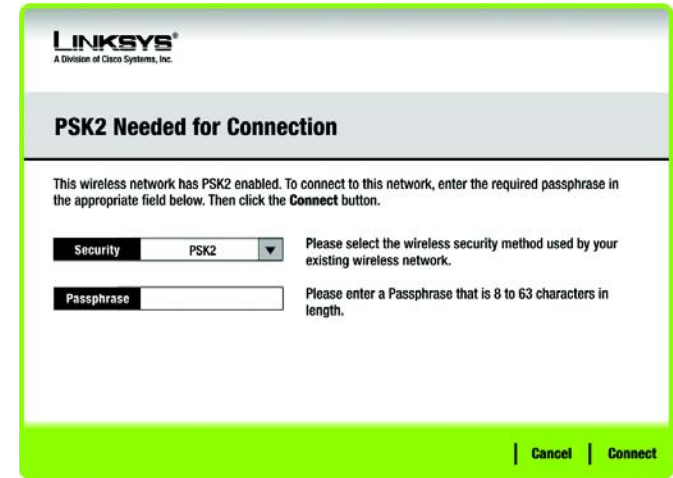 LINKSYS®
A Division of Cisco Systems, Inc.
PSK2 Needed for Connection
This wireless network has PSK2 enabled. To connect to this network, enter the required passphrase in
the appropriate field below. Then click the Connect button.
Security PSK2
Please select the wireless security method used by your
existing wireless network.
Passphrase
Please enter a Passphrase that is 8 to 63 characters in
length.
Cancel Connect